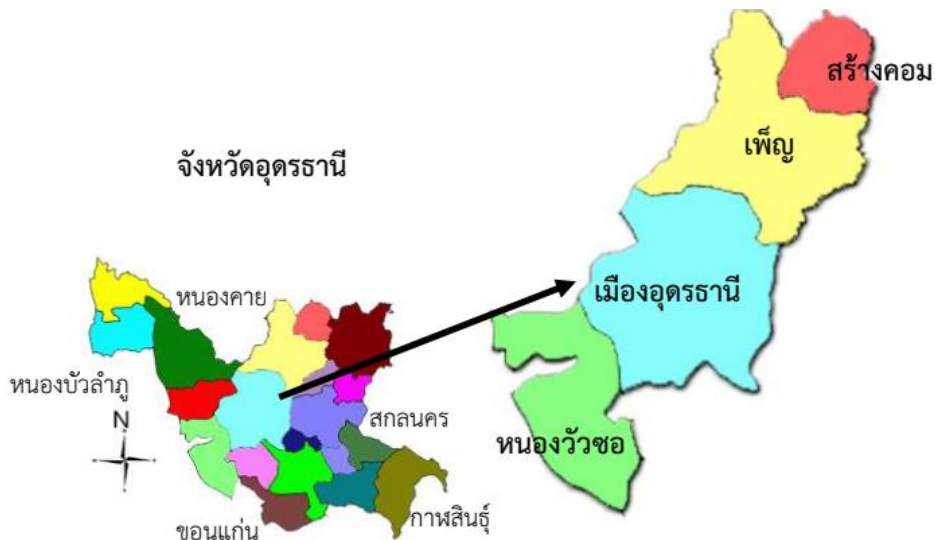 สร้างคอม
เพ็ญ
จังหวัดอุดรธานี
หนองคาย
เมืองอุดรธานี
หนองบัวลำภู
N
สกลนคร
หนองวัวซอ
กาฬสินธุ์
ขอนแก่น